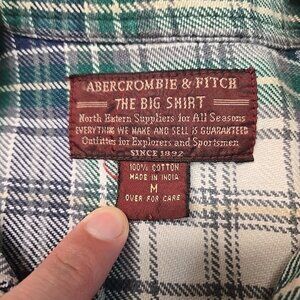 ABERCROMBIE & FITCH
THE BIG SHIRT
North Eastern Suppliers for All Seasons
EVERYTHING WE MAKE AND SELL IS GUARANTEED
Outfitters for Explorers and Sportsmen
SINCE 1892
100% COTTON
MADE IN INDIA
M
OVER FOR CARE